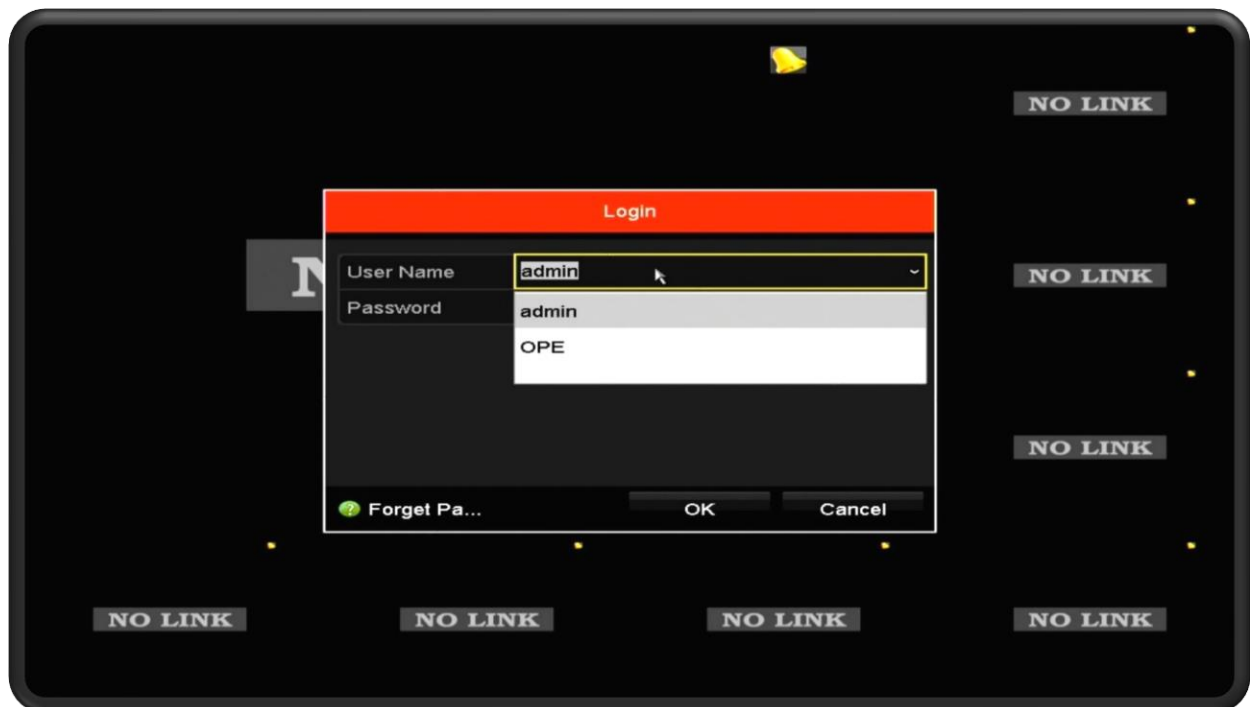 NO LINK
Login
User Name admin
NO LINK
Password
admin
OPE
NO LINK
Forget Pa...
OK
Cancel
NO LINK
NO LINK
NO LINK
NO LINK